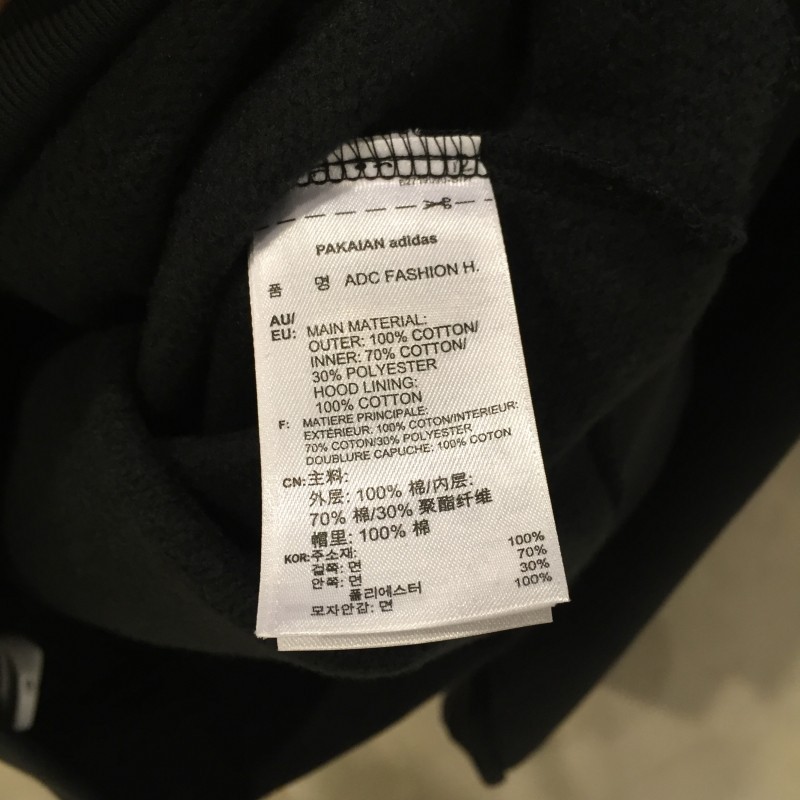 PAKAIAN adidas
품 명 ADC FASHION H.
AU/
EU: MAIN MATERIAL:
OUTER: 100% COTTON/
INNER: 70% COTTON/
30% POLYESTER
HOOD LINING:
100% COTTON
F: MATIERE PRINCIPALE:
EXTÉRIEUR: 100% COTON/INTERIEUR:
70% COTON/30% POLYESTER
DOUBLURE CAPUCHE: 100% COTON
CN: 主料:
外层: 100% 棉/内层:
70% 棉/30% 聚酯纤维
帽里: 100% 棉
KOR: 주소재:
겉쪽: 면 100%
안쪽: 면 70%
폴리에스터 30%
모자안감: 면 100%